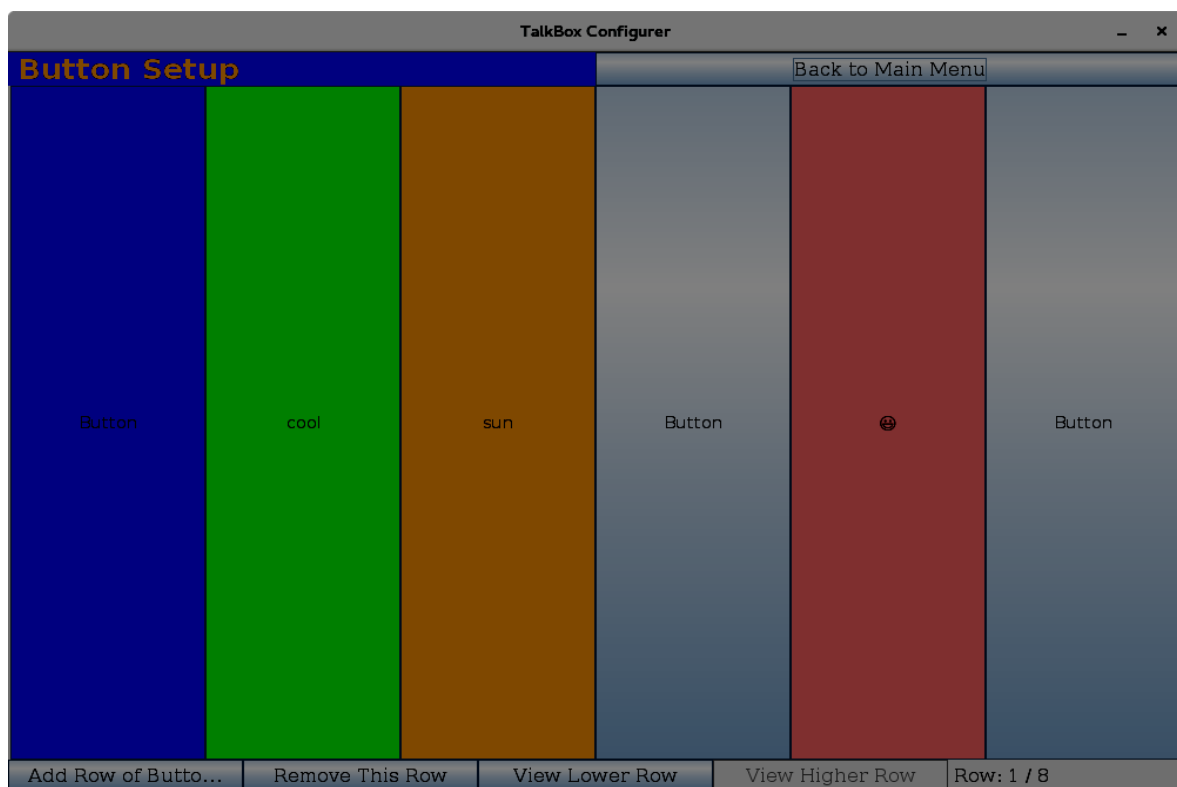 TalkBox Configurer
Button Setup
Back to Main Menu
Button cool sun Button 😃 Button
Add Row of Butto... Remove This Row View Lower Row View Higher Row Row: 1 / 8